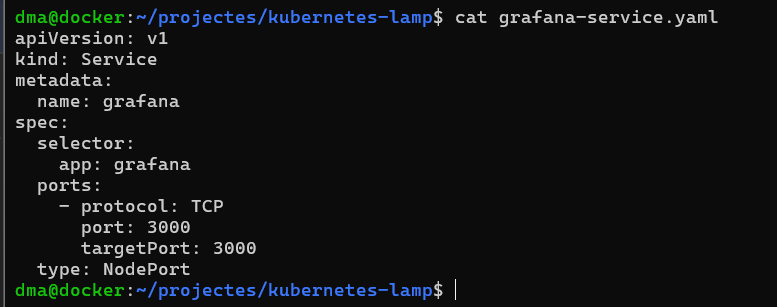 dma@docker:~/projectes/kubernetes-lamp$ cat grafana-service.yaml
apiVersion: v1
kind: Service
metadata:
  name: grafana
spec:
  selector:
    app: grafana
  ports:
    - protocol: TCP
      port: 3000
      targetPort: 3000
  type: NodePort
dma@docker:~/projectes/kubernetes-lamp$